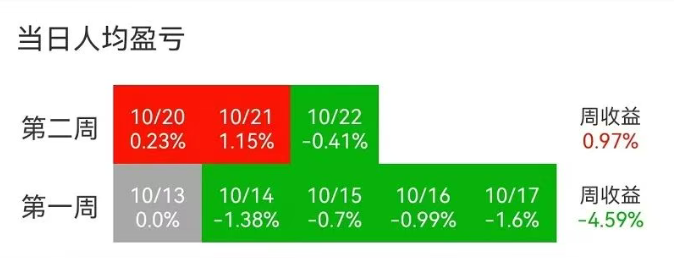 当日人均盈亏
第二周
10/20 10/21 10/22 周收益
0.23% 1.15% -0.41% 0.97%
第一周
10/13 10/14 10/15 10/16 10/17 周收益
0.0% -1.38% -0.7% -0.99% -1.6% -4.59%